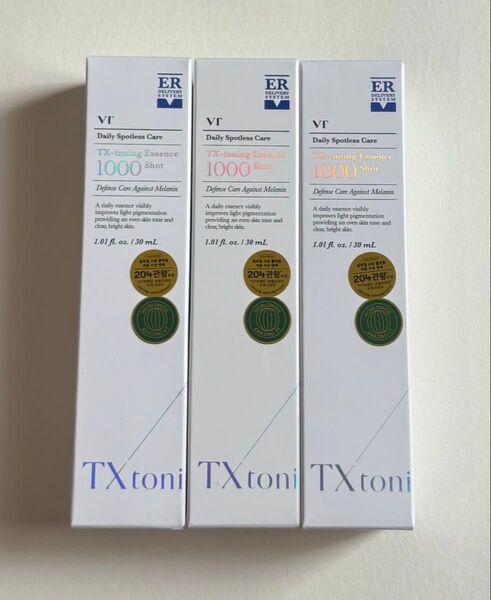 ER
DELIVERY
SYSTEM
VT
Daily Spotless Care
TX-toning Essence
1000 Shot
Defense Care Against Melanin
A daily essence visibly
improves light pigmentation
providing an even skin tone and
clear, bright skin.
1.01 fl. oz. / 30 mL
204관왕
TXtoni
ER
DELIVERY
SYSTEM
VT
Daily Spotless Care
TX-toning Essence
1000 Shot
Defense Care Against Melanin
A daily essence visibly
improves light pigmentation
providing an even skin tone and
clear, bright skin.
1.01 fl. oz. / 30 mL
204관왕
TXtoni
ER
DELIVERY
SYSTEM
VT
Daily Spotless Care
TX-toning Essence
1000 Shot
Defense Care Against Melanin
A daily essence visibly
improves light pigmentation
providing an even skin tone and
clear, bright skin.
1.01 fl. oz. / 30 mL
204관왕
TXtoni